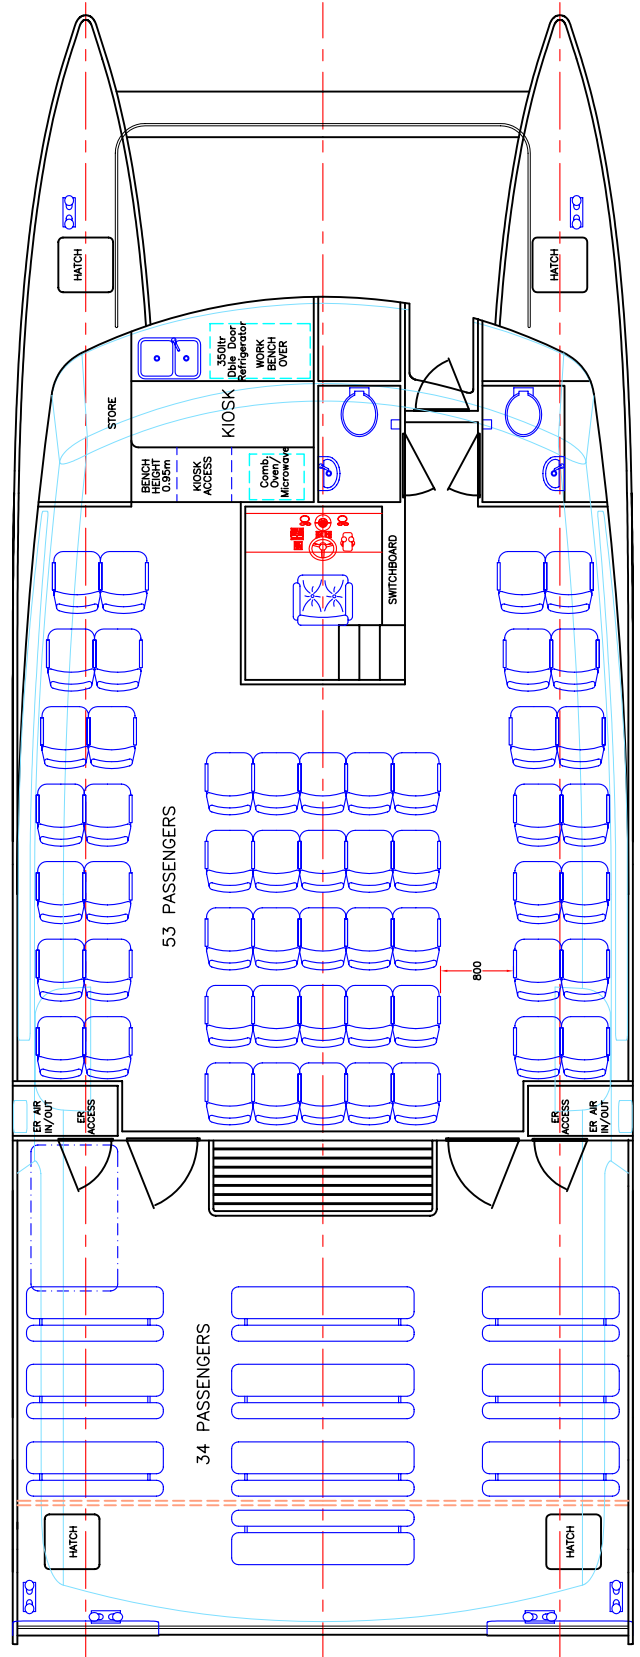 HATCH
HATCH
350ltr
Dble Door
Refrigerator
WORK
BENCH
OVER
KIOSK
STORE
BENCH
HEIGHT
0.95m
KIOSK
ACCESS
Comb.
Oven/
Microwave
SWITCHBOARD
53 PASSENGERS
800
ER AIR
IN/OUT
ER
ACCESS
ER
ACCESS
ER AIR
IN/OUT
34 PASSENGERS
HATCH
HATCH